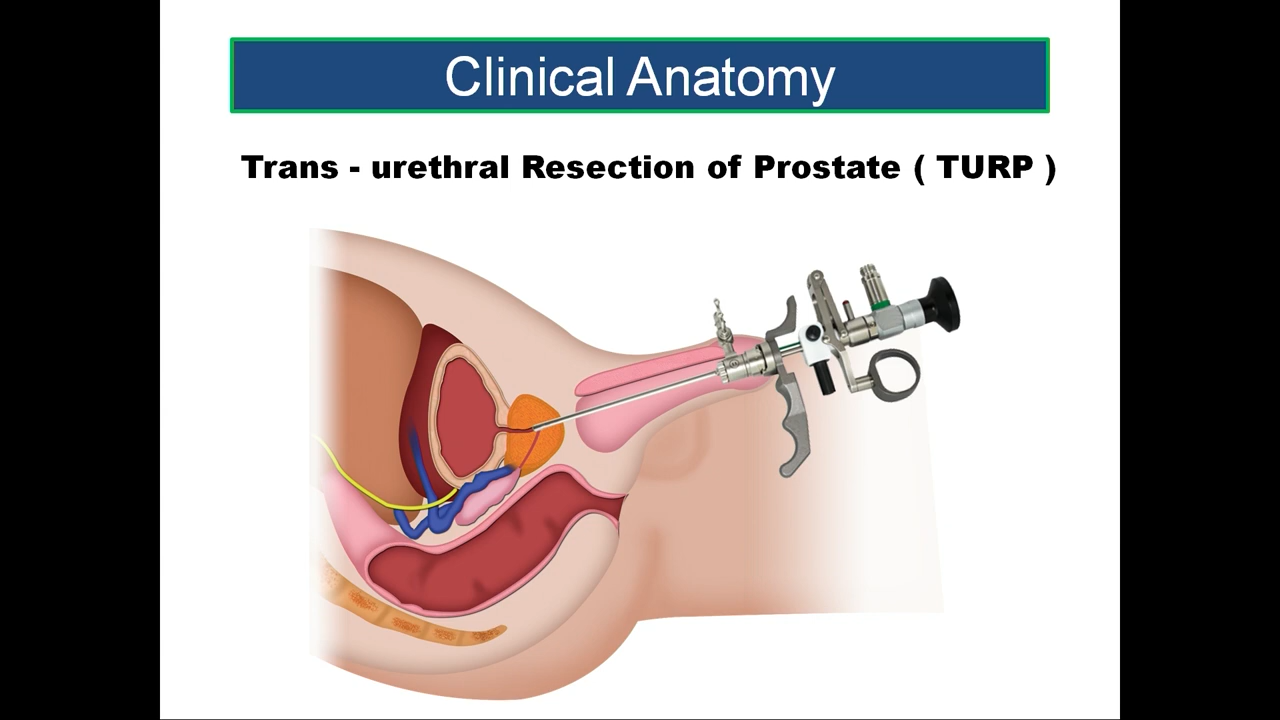 Clinical Anatomy
Trans - urethral Resection of Prostate ( TURP )